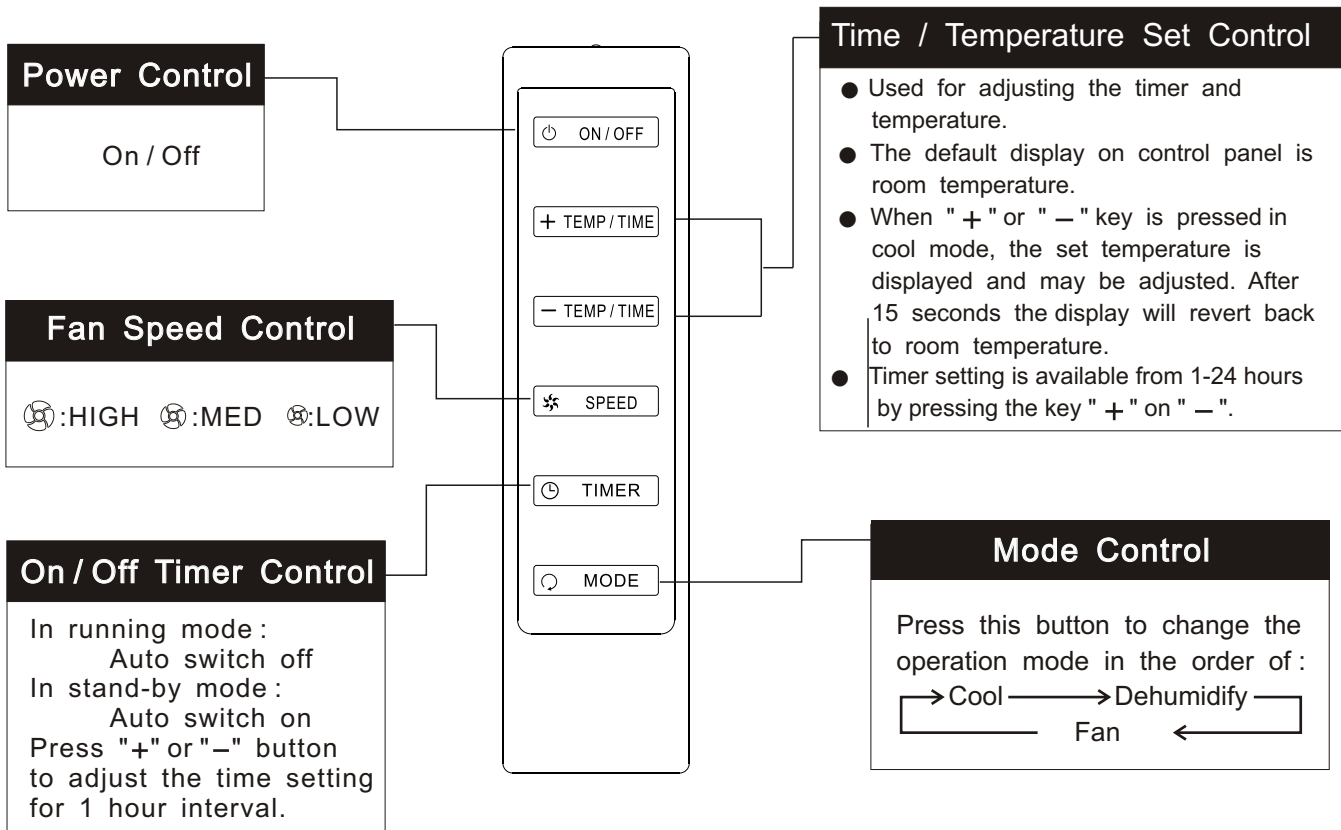 Power Control
On / Off
Fan Speed Control
:HIGH :MED :LOW
On / Off Timer Control
In running mode :
Auto switch off
In stand-by mode :
Auto switch on
Press "+" or "−" button
to adjust the time setting
for 1 hour interval.
ON / OFF
+ TEMP / TIME
− TEMP / TIME
SPEED
TIMER
MODE
Time / Temperature Set Control
● Used for adjusting the timer and
temperature.
● The default display on control panel is
room temperature.
● When " + " or " − " key is pressed in
cool mode, the set temperature is
displayed and may be adjusted. After
15 seconds the display will revert back
to room temperature.
● Timer setting is available from 1-24 hours
by pressing the key " + " on " − ".
Mode Control
Press this button to change the
operation mode in the order of :
Cool Dehumidify
Fan